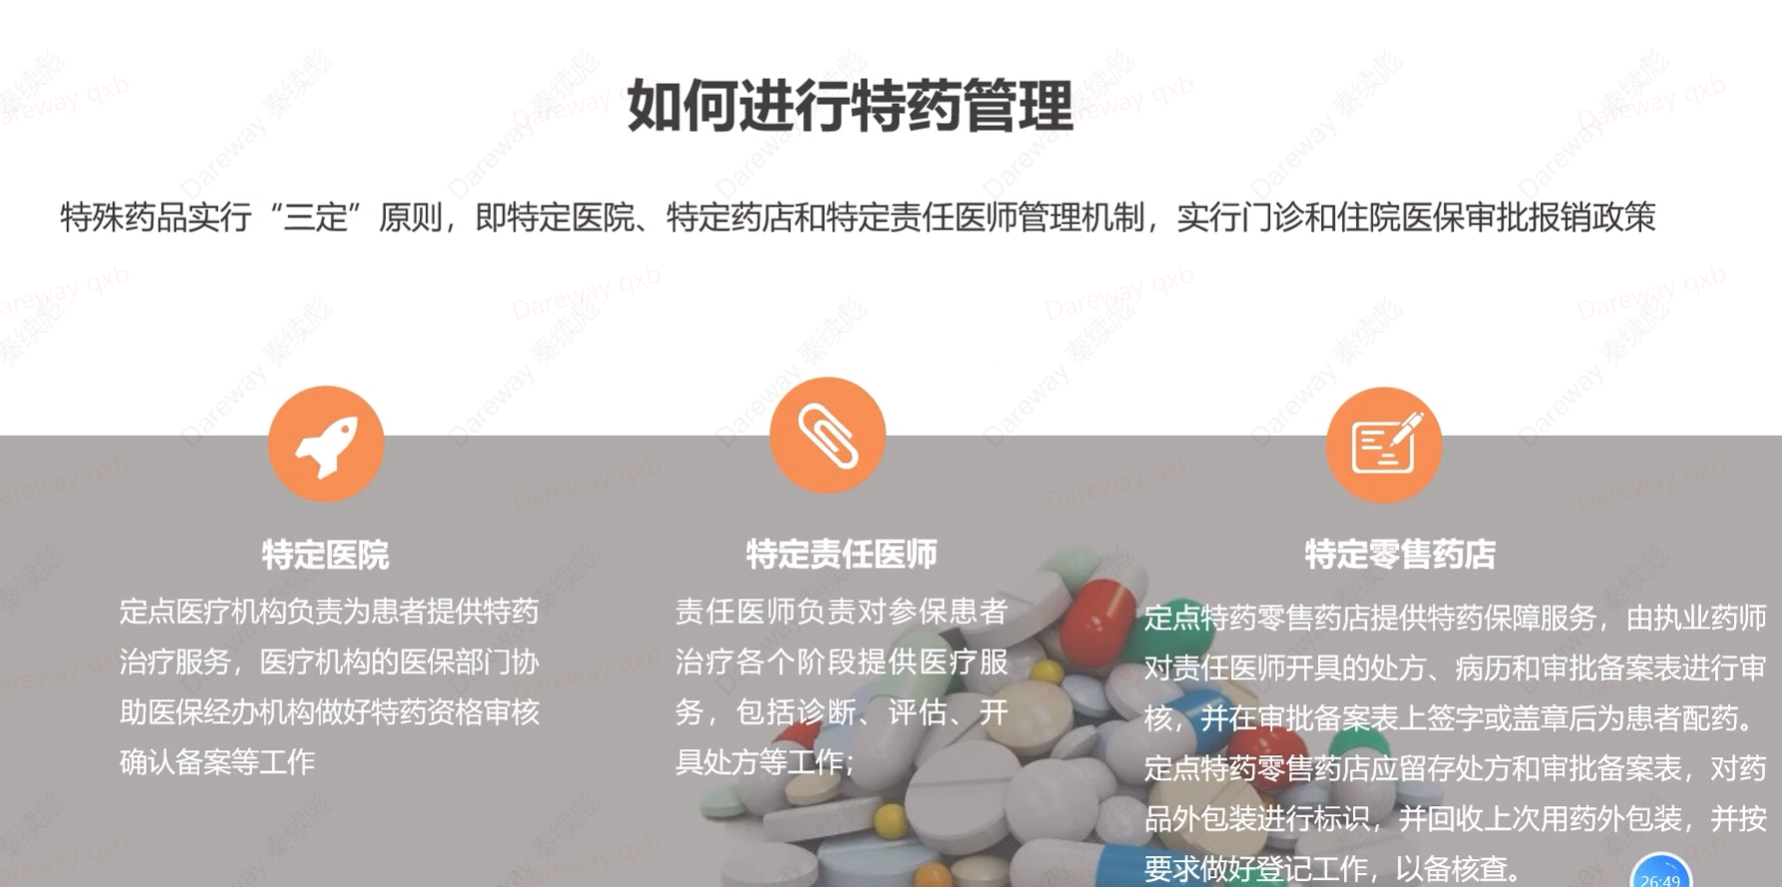 如何进行特药管理
特殊药品实行“三定”原则，即特定医院、特定药店和特定责任医师管理机制，实行门诊和住院医保审批报销政策
特定医院
定点医疗机构负责为患者提供特药
治疗服务，医疗机构的医保部门协
助医保经办机构做好特药资格审核
确认备案等工作
特定责任医师
责任医师负责对参保患者
治疗各个阶段提供医疗服
务，包括诊断、评估、开
具处方等工作；
特定零售药店
定点特药零售药店提供特药保障服务，由执业药师
对责任医师开具的处方、病历和审批备案表进行审
核，并在审批备案表上签字或盖章后为患者配药。
定点特药零售药店应留存处方和审批备案表，对药
品外包装进行标识，并回收上次用药外包装，并按
要求做好登记工作，以备核查。
26:49
Dareway 秦续彪
Dareway qxb